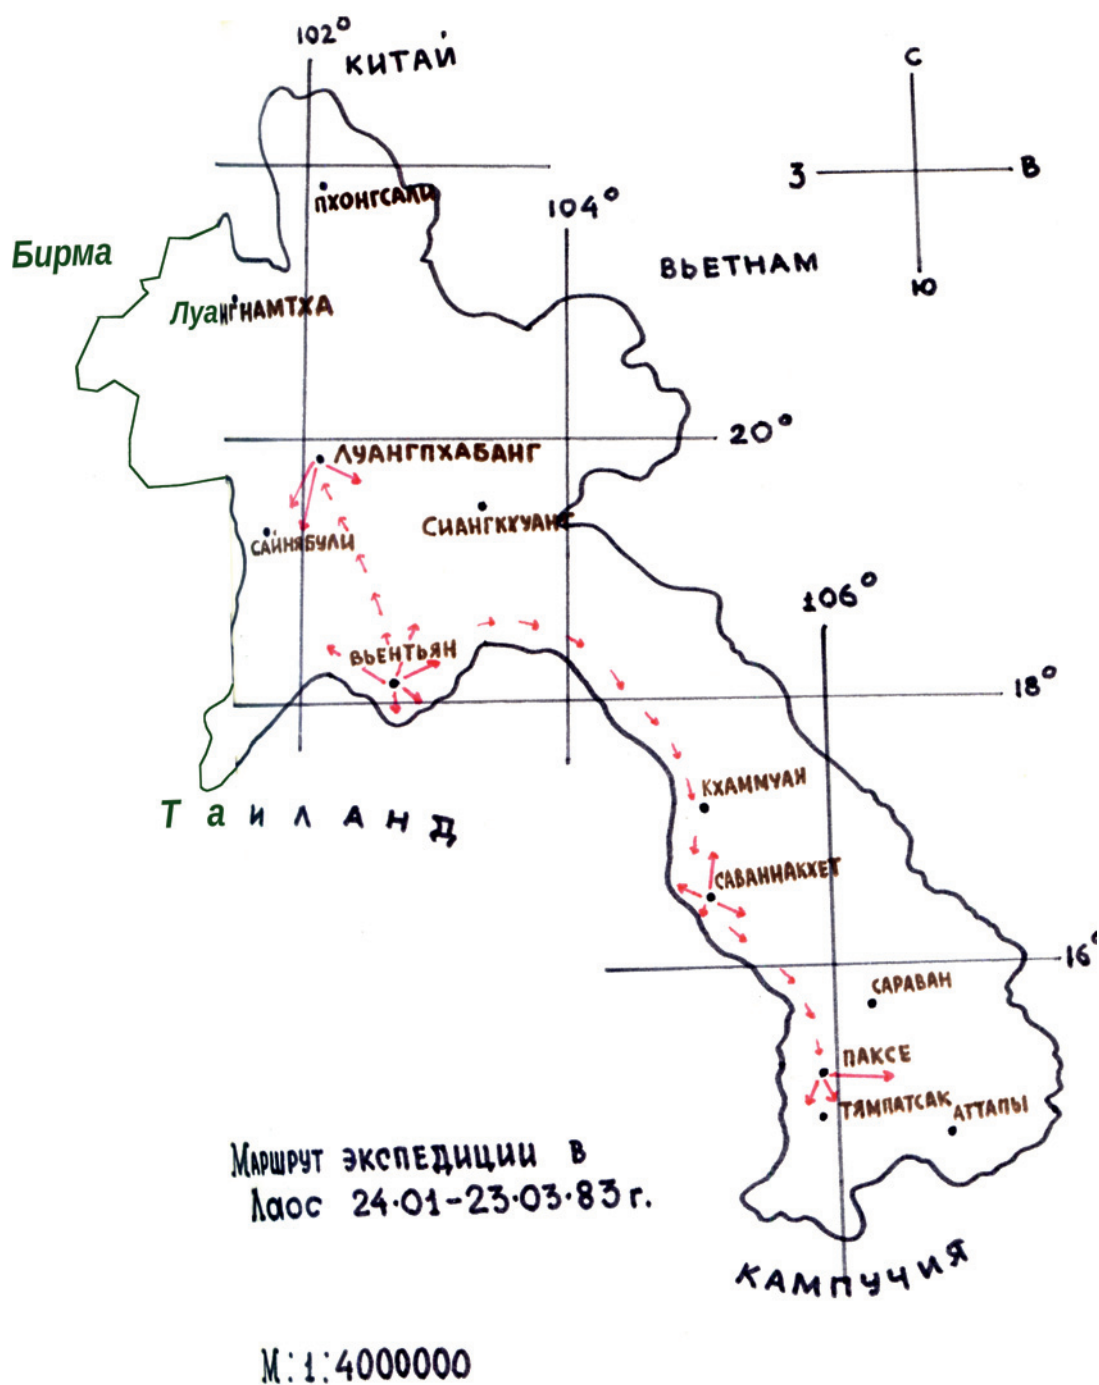 102°
КИТАЙ
С
З
В
Ю
ПХОНГСАЛИ
104°
Бирма
ВЬЕТНАМ
ЛуаНГНАМТХА
20°
ЛУАНГПХАБАНГ
СИАНГКХУАНГ
САЙНЯБУЛИ
106°
ВЬЕНТЬЯН
18°
КХАММУАН
ТаИЛАНД
САВАННАКХЕТ
16°
САРАВАН
ПАКСЕ
ТЯМПАТСАК
АТТАПЫ
МАРШРУТ ЭКСПЕДИЦИИ В
ЛАОС 24·01-23·03·83 г.
КАМПУЧИЯ
М:1:4000000